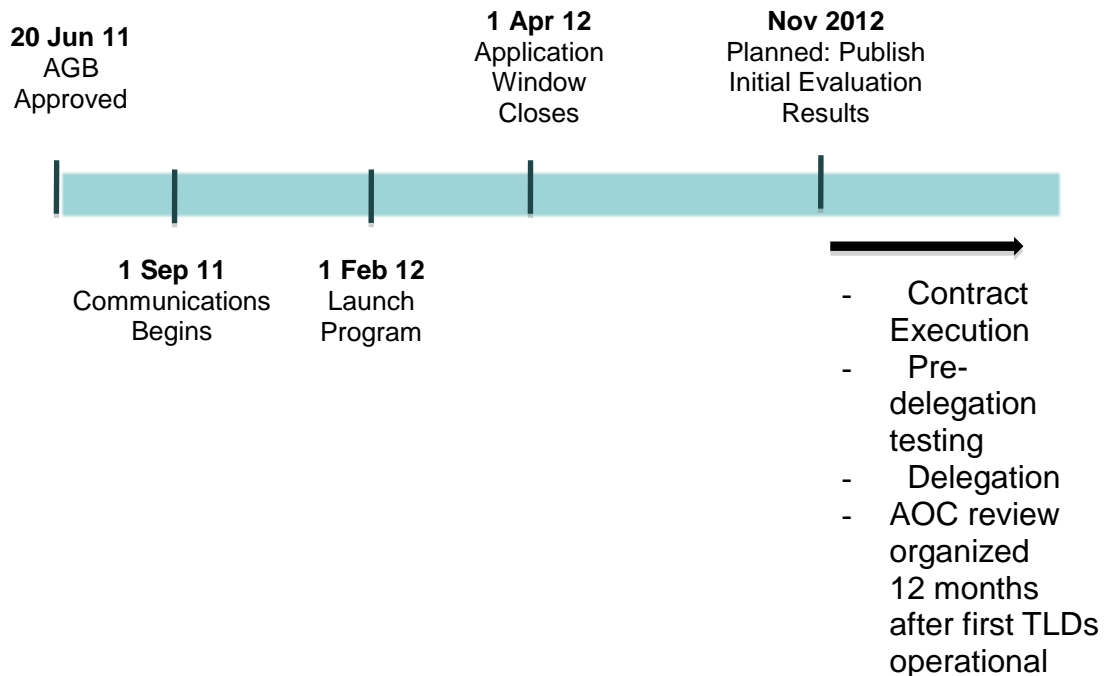 20 Jun 11
AGB
Approved
1 Apr 12
Application
Window
Closes
Nov 2012
Planned: Publish
Initial Evaluation
Results
1 Sep 11
Communications
Begins
1 Feb 12
Launch
Program
- Contract
Execution
- Pre-
delegation
testing
- Delegation
- AOC review
organized
12 months
after first TLDs
operational